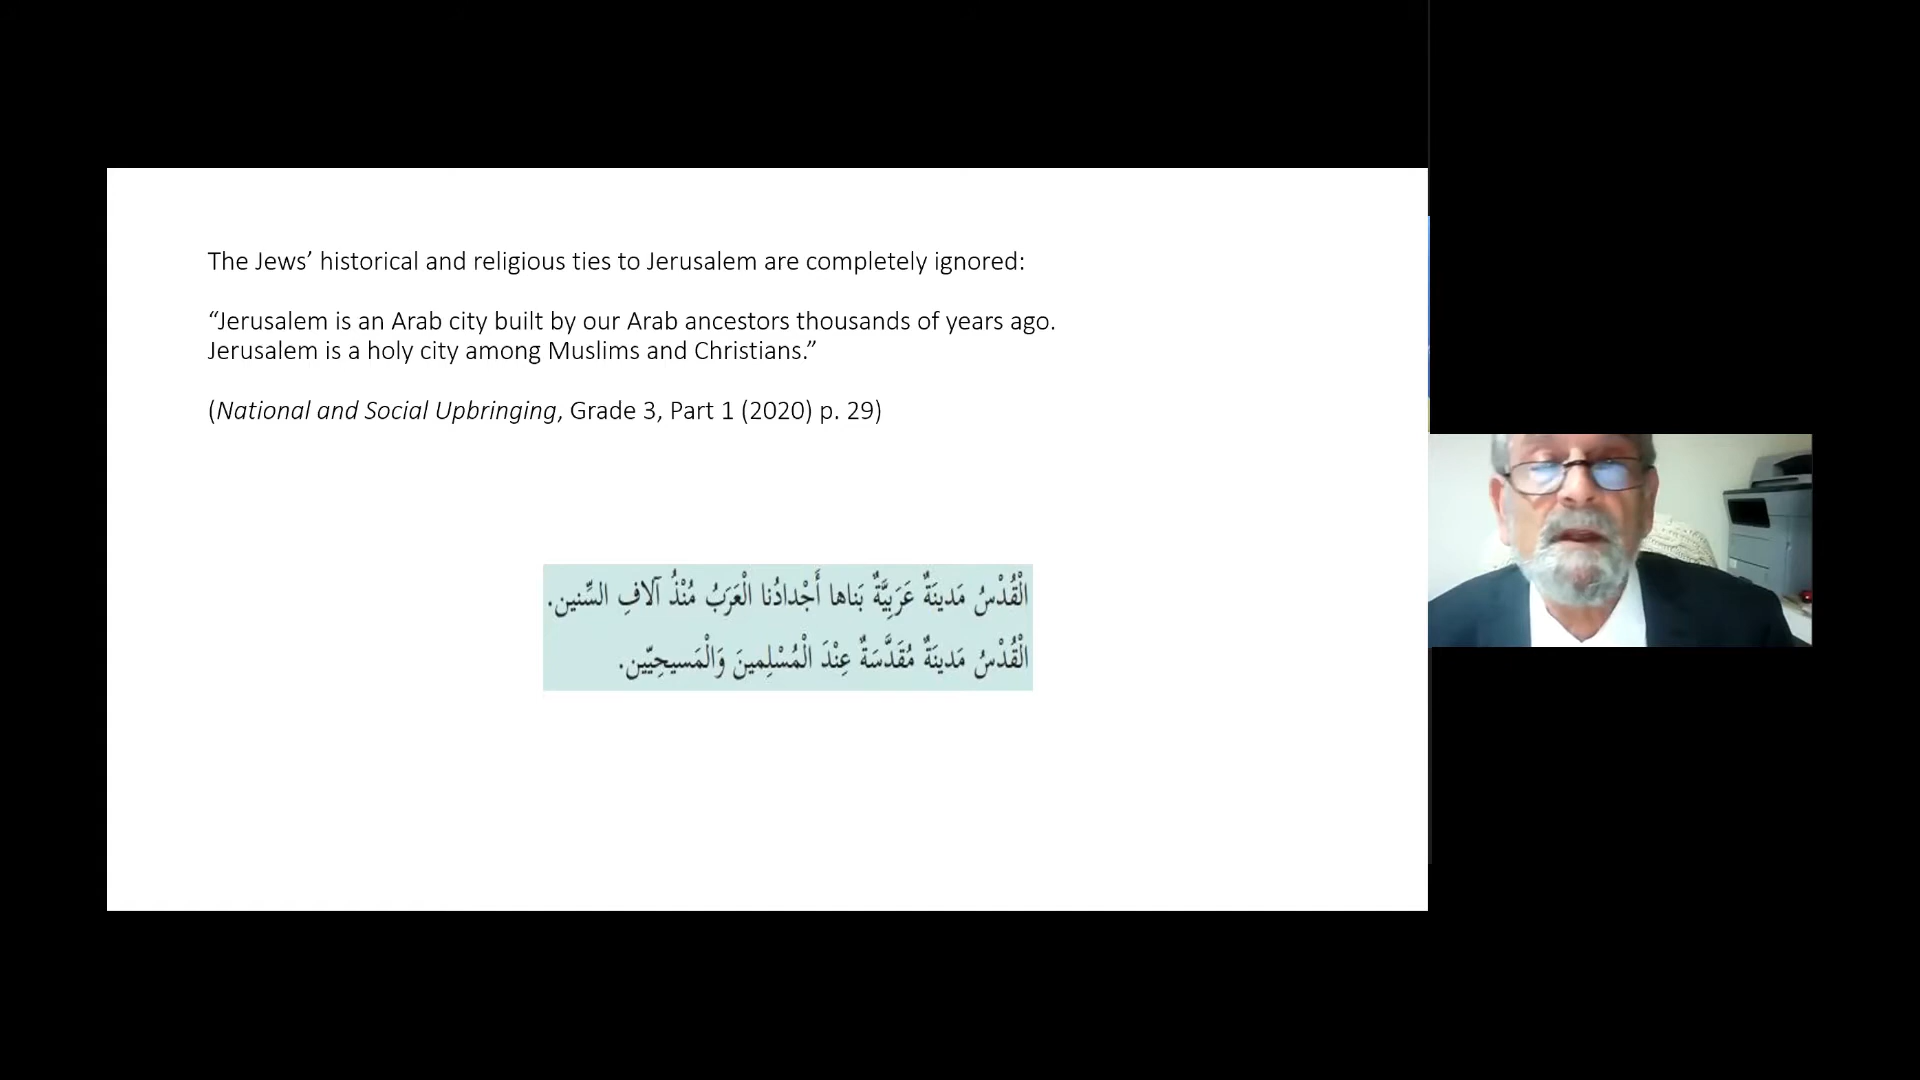 The Jews’ historical and religious ties to Jerusalem are completely ignored:
“Jerusalem is an Arab city built by our Arab ancestors thousands of years ago.
Jerusalem is a holy city among Muslims and Christians.”
(National and Social Upbringing, Grade 3, Part 1 (2020) p. 29)
الْقُدْسُ مَدينَةٌ عَرَبِيَّةٌ بَناها أَجْدادُنا الْعَرَبُ مُنْذُ آلافِ السِّنين.
الْقُدْسُ مَدينَةٌ مُقَدَّسَةٌ عِنْدَ الْمُسْلِمينَ وَالْمَسيحِيّين.